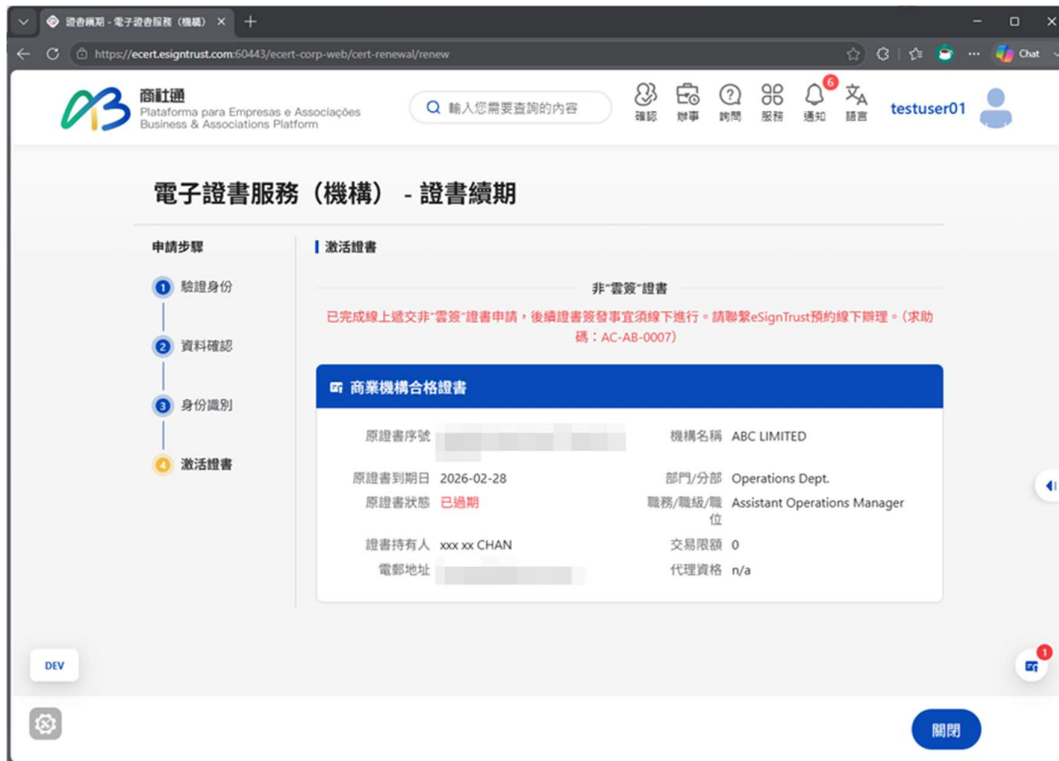 證書續期 - 電子證書服務（機構）
https://ecert.esigntrust.com:60443/ecert-corp-web/cert-renewal/renew
Chat
商社通
Plataforma para Empresas e Associações
Business & Associations Platform
輸入您需要查詢的內容
確認
辦事
詢問
服務
6
通知
語言
testuser01
電子證書服務（機構） - 證書續期
申請步驟
1 驗證身份
2 資料確認
3 身份識別
4 激活證書
激活證書
非"雲簽"證書
已完成線上遞交非"雲簽"證書申請，後續證書簽發事宜須線下進行。請聯繫eSignTrust預約線下辦理。（求助
碼：AC-AB-0007）
商業機構合格證書
原證書序號
機構名稱 ABC LIMITED
原證書到期日 2026-02-28
部門/分部 Operations Dept.
原證書狀態 已過期
職務/職級/職
位 Assistant Operations Manager
證書持有人 xxx xx CHAN
交易限額 0
電郵地址
代理資格 n/a
DEV
1
關閉